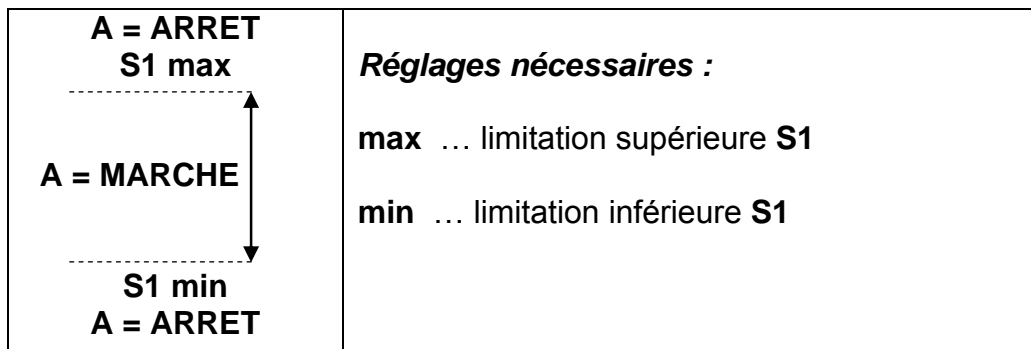 A = ARRET
S1 max
A = MARCHE
S1 min
A = ARRET
Réglages nécessaires :
max … limitation supérieure S1
min … limitation inférieure S1